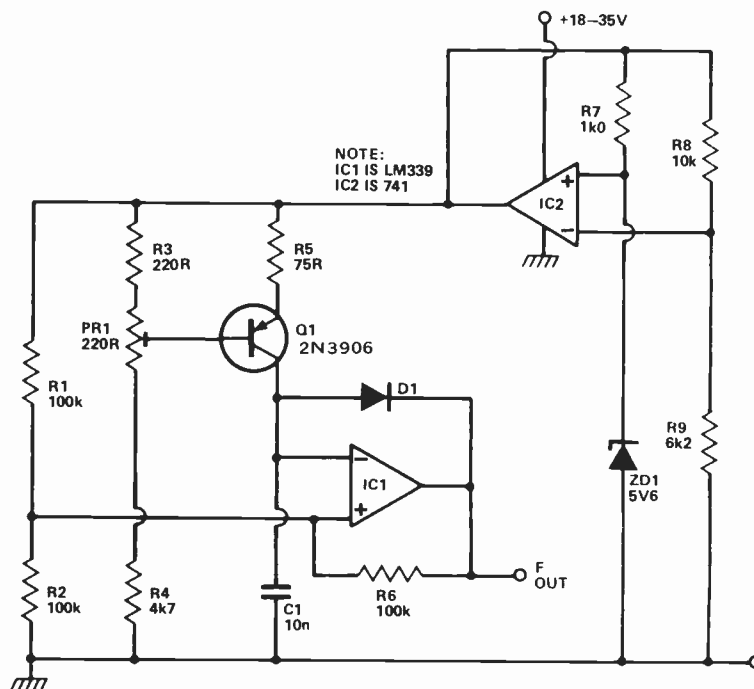 +18–35V
R7
1k0
R8
10k
NOTE:
IC1 IS LM339
IC2 IS 741
+
IC2
–
R3
220R
R5
75R
PR1
220R
Q1
2N3906
R1
100k
D1
R9
6k2
–
IC1
+
ZD1
5V6
R2
100k
R4
4k7
C1
10n
R6
100k
F
OUT